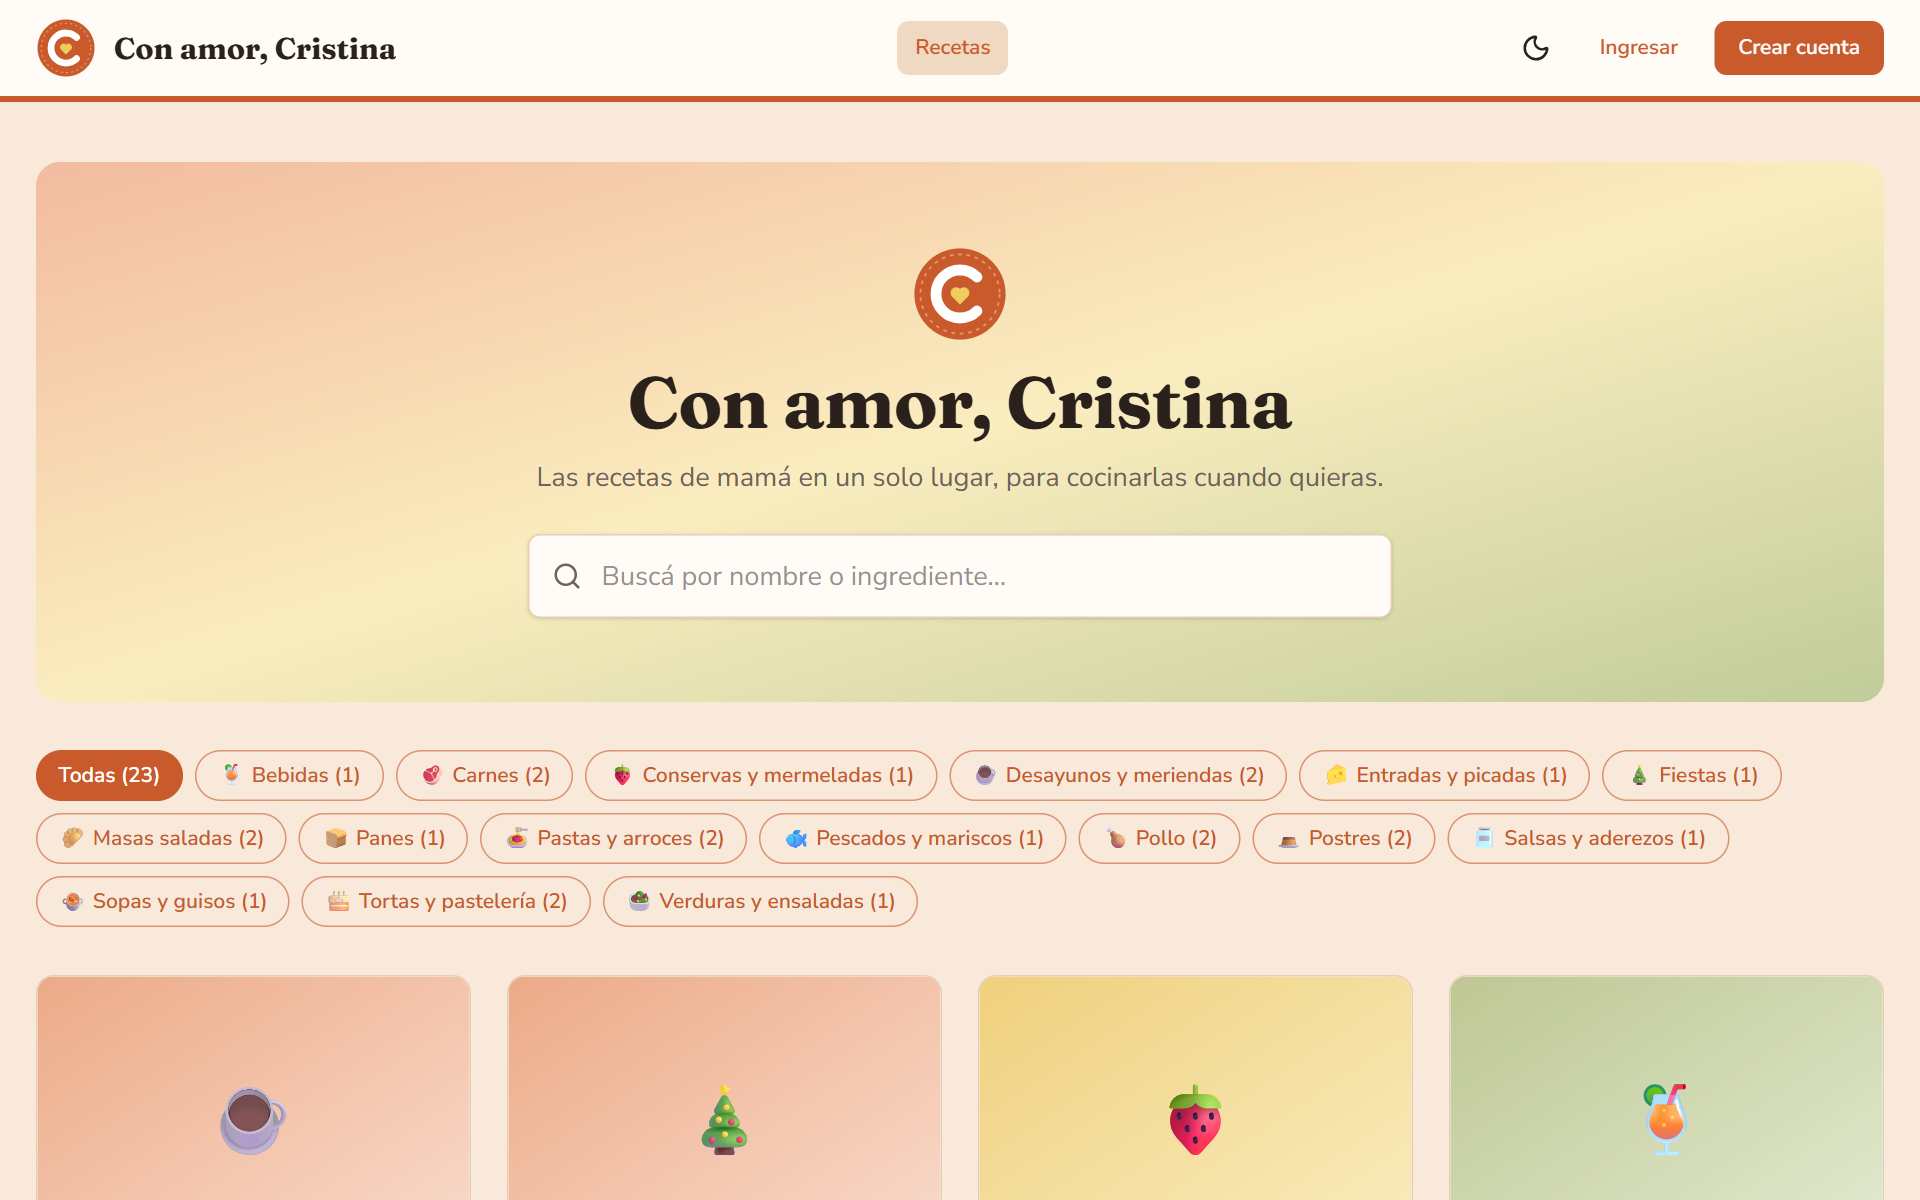 Con amor, Cristina
Recetas
Ingresar
Crear cuenta
Con amor, Cristina
Las recetas de mamá en un solo lugar, para cocinarlas cuando quieras.
Buscá por nombre o ingrediente...
Todas (23)
Bebidas (1)
Carnes (2)
Conservas y mermeladas (1)
Desayunos y meriendas (2)
Entradas y picadas (1)
Fiestas (1)
Masas saladas (2)
Panes (1)
Pastas y arroces (2)
Pescados y mariscos (1)
Pollo (2)
Postres (2)
Salsas y aderezos (1)
Sopas y guisos (1)
Tortas y pastelería (2)
Verduras y ensaladas (1)